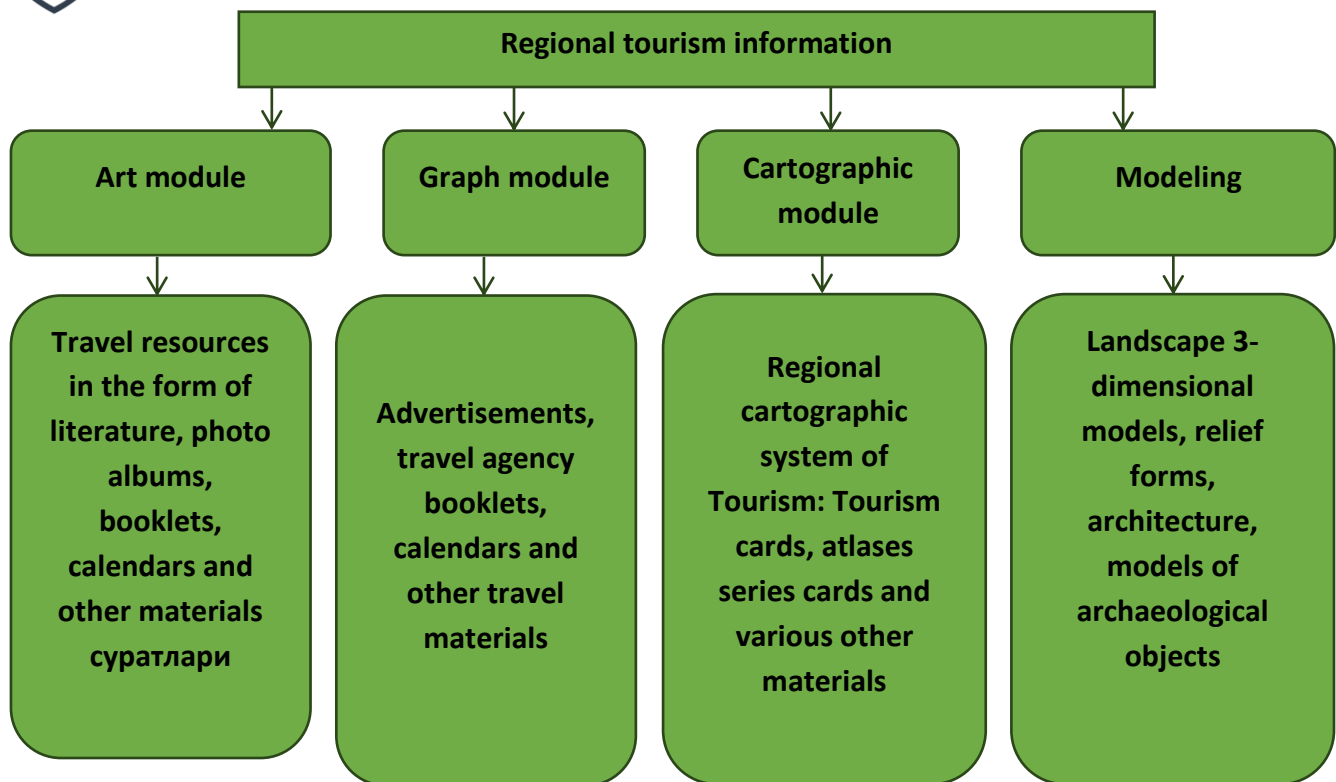 Regional tourism information
Art module
Graph module
Cartographic
module
Modeling
Travel resources
in the form of
literature, photo
albums,
booklets,
calendars and
other materials
суратлари
Advertisements,
travel agency
booklets,
calendars and
other travel
materials
Regional
cartographic
system of
Tourism: Tourism
cards, atlases
series cards and
various other
materials
Landscape 3-
dimensional
models, relief
forms,
architecture,
models of
archaeological
objects